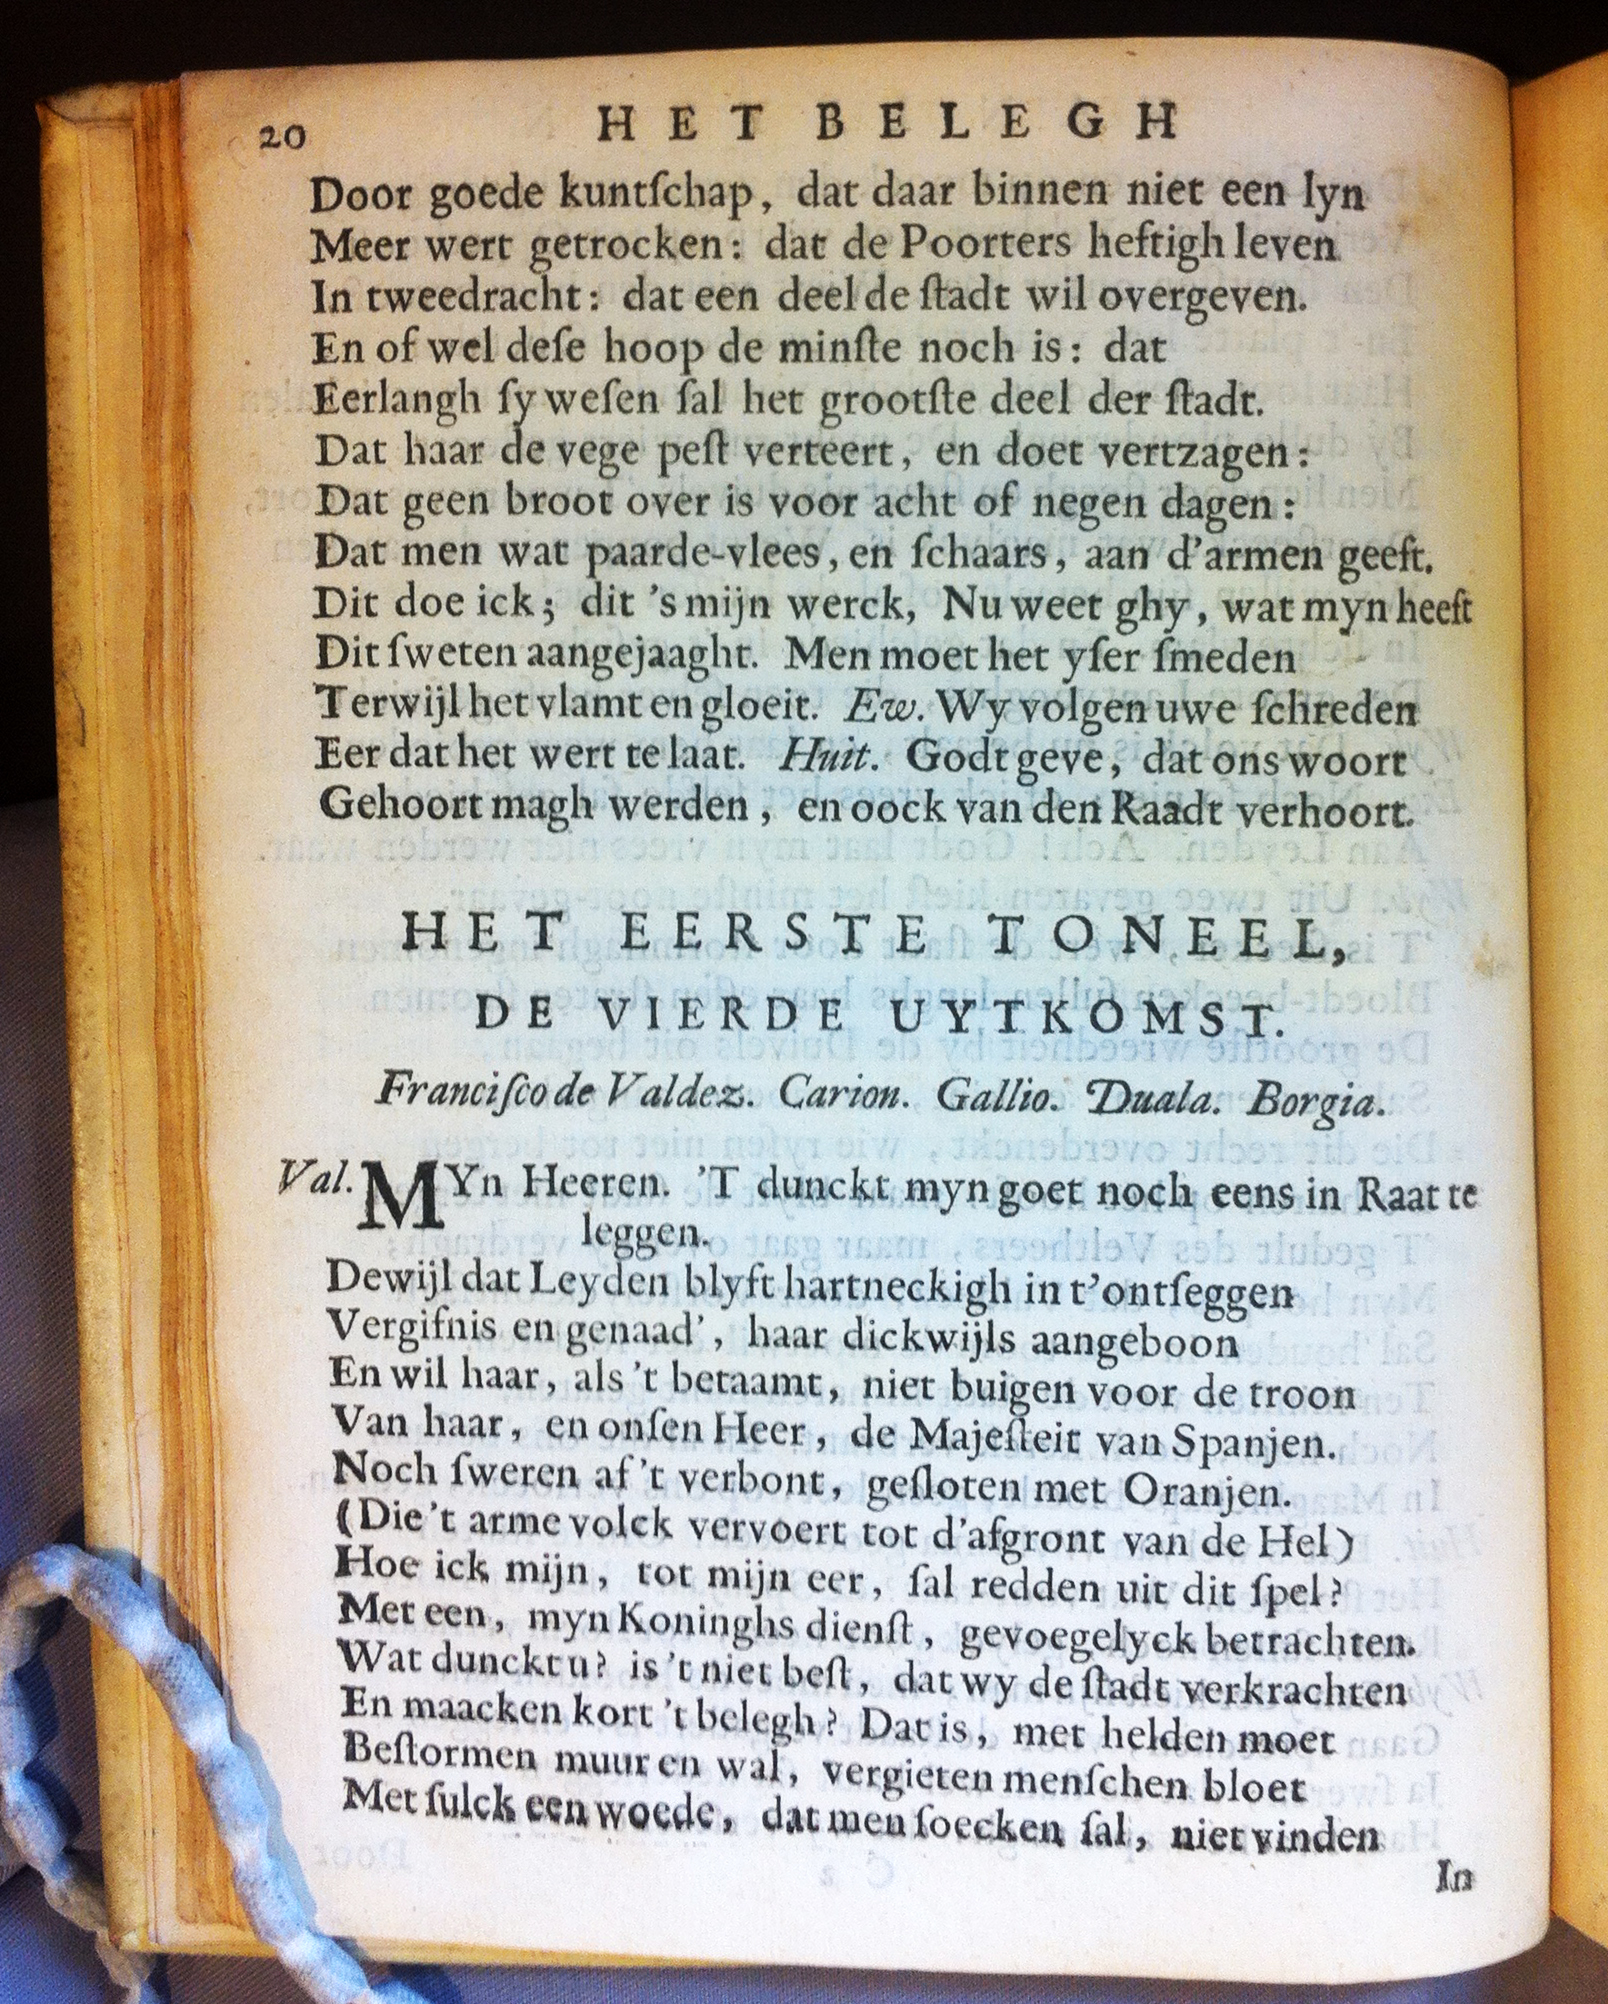 20 HET BELEGH
Door goede kuntſchap, dat daar binnen niet een lyn
Meer wert getrocken: dat de Poorters heftigh leven
In tweedracht: dat een deel de ſtadt wil overgeven.
En of wel deſe hoop de minſte noch is: dat
Eerlangh ſy weſen ſal het grootſte deel der ſtadt.
Dat haar de vege peſt verteert, en doet vertzagen:
Dat geen broot over is voor acht of negen dagen:
Dat men wat paarde-vlees, en ſchaars, aan d'armen geeft.
Dit doe ick; dit 's mijn werck, Nu weet ghy, wat myn heeft
Dit ſweten aangejaaght. Men moet het yſer ſmeden
Terwijl het vlamt en gloeit. Ew. Wy volgen uwe ſchreden
Eer dat het wert te laat. Huit. Godt geve, dat ons woort
Gehoort magh werden, en oock van den Raadt verhoort.
HET EERSTE TONEEL,
DE VIERDE UYTKOMST.
Franciſco de Valdez. Carion. Gallio. Duala. Borgia.
Val. MYn Heeren. 'T dunckt myn goet noch eens in Raat te
leggen.
Dewijl dat Leyden blyft hartneckigh in t'ontſeggen
Vergifnis en genaad', haar dickwijls aangeboon
En wil haar, als 't betaamt, niet buigen voor de troon
Van haar, en onſen Heer, de Majeſteit van Spanjen.
Noch ſweren af 't verbont, geſloten met Oranjen.
(Die 't arme volck vervoert tot d'afgront van de Hel)
Hoe ick mijn, tot mijn eer, ſal redden uit dit ſpel?
Met een, myn Koninghs dienſt, gevoegelyck betrachten.
Wat dunckt u? is 't niet beſt, dat wy de ſtadt verkrachten
En maacken kort 't belegh? Dat is, met helden moet
Beſtormen muur en wal, vergieten menſchen bloet
Met ſulck een woede, dat men ſoecken ſal, niet vinden
In